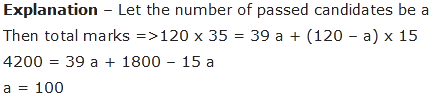 Explanation – Let the number of passed candidates be a
Then total marks =>120 x 35 = 39 a + (120 – a) x 15
4200 = 39 a + 1800 – 15 a
a = 100